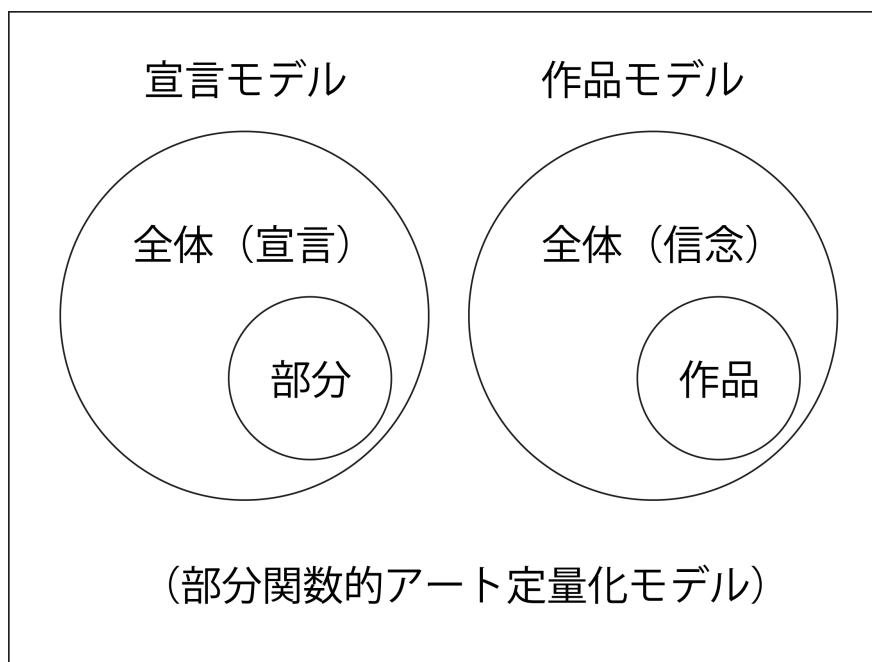 宣言モデル
作品モデル
全体（宣言）
部分
全体（信念）
作品
（部分関数的アート定量化モデル）